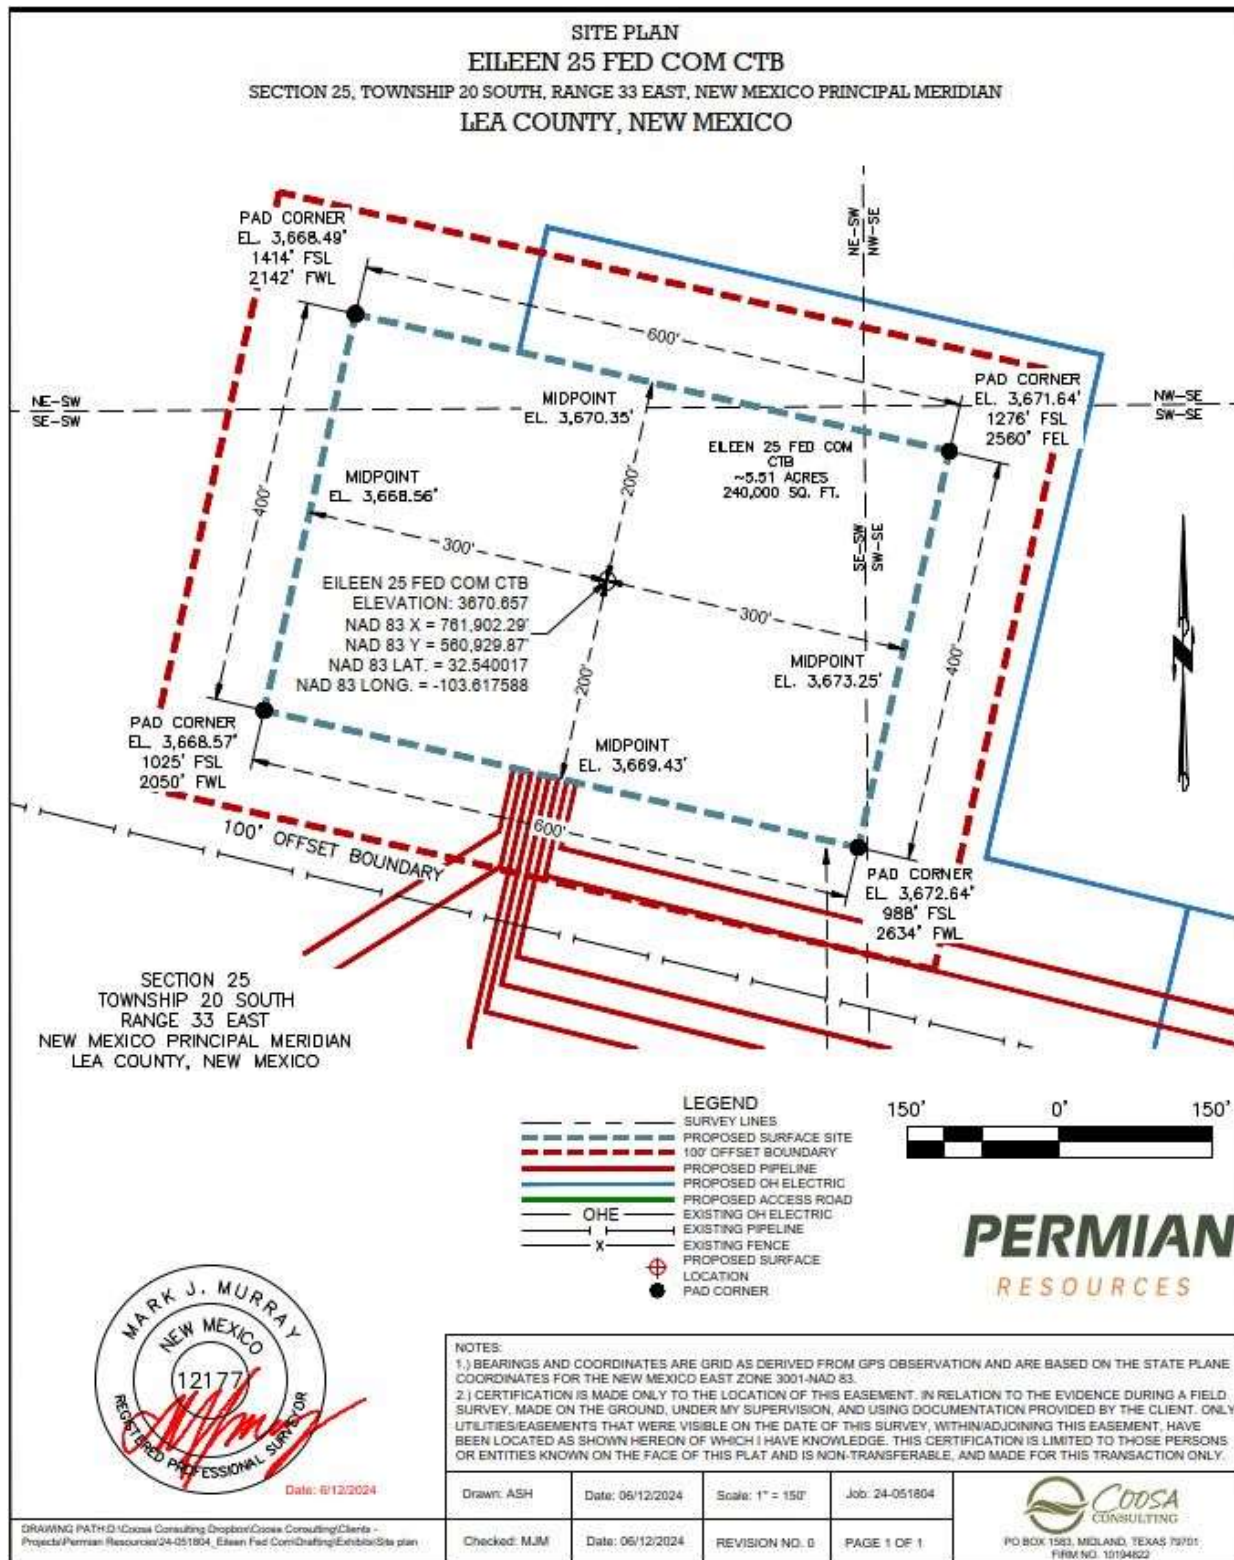 SITE PLAN
EILEEN 25 FED COM CTB
SECTION 25, TOWNSHIP 20 SOUTH, RANGE 33 EAST, NEW MEXICO PRINCIPAL MERIDIAN
LEA COUNTY, NEW MEXICO
PAD CORNER
EL. 3,668.49'
1414' FSL
2142' FWL
NE-SW
NW-SE
600'
NE-SW
SE-SW
MIDPOINT
EL. 3,670.35'
PAD CORNER
EL. 3,671.64'
1276' FSL
2560' FEL
NW-SE
SW-SE
EILEEN 25 FED COM
CTB
~5.51 ACRES
240,000 SQ. FT.
MIDPOINT
EL. 3,668.56'
400'
200'
300'
SE-SW
SW-SE
EILEEN 25 FED COM CTB
ELEVATION: 3670.657
NAD 83 X = 761,902.29'
NAD 83 Y = 560,929.87'
NAD 83 LAT. = 32.540017
NAD 83 LONG. = -103.617588
300'
400'
MIDPOINT
EL. 3,673.25'
200'
PAD CORNER
EL. 3,668.57'
1025' FSL
2050' FWL
MIDPOINT
EL. 3,669.43'
100' OFFSET BOUNDARY
600'
PAD CORNER
EL. 3,672.64'
988' FSL
2634' FWL
SECTION 25
TOWNSHIP 20 SOUTH
RANGE 33 EAST
NEW MEXICO PRINCIPAL MERIDIAN
LEA COUNTY, NEW MEXICO
N
LEGEND
SURVEY LINES
PROPOSED SURFACE SITE
100' OFFSET BOUNDARY
PROPOSED PIPELINE
PROPOSED OH ELECTRIC
PROPOSED ACCESS ROAD
OHE EXISTING OH ELECTRIC
EXISTING PIPELINE
X EXISTING FENCE
PROPOSED SURFACE
LOCATION
PAD CORNER
150' 0' 150'
PERMIAN
RESOURCES
MARK J. MURRAY
NEW MEXICO
12177
REGISTERED PROFESSIONAL SURVEYOR
Date: 6/12/2024
NOTES:
1.) BEARINGS AND COORDINATES ARE GRID AS DERIVED FROM GPS OBSERVATION AND ARE BASED ON THE STATE PLANE
COORDINATES FOR THE NEW MEXICO EAST ZONE 3001-NAD 83.
2.) CERTIFICATION IS MADE ONLY TO THE LOCATION OF THIS EASEMENT. IN RELATION TO THE EVIDENCE DURING A FIELD
SURVEY, MADE ON THE GROUND, UNDER MY SUPERVISION, AND USING DOCUMENTATION PROVIDED BY THE CLIENT. ONLY
UTILITIES/EASEMENTS THAT WERE VISIBLE ON THE DATE OF THIS SURVEY, WITHIN/ADJOINING THIS EASEMENT, HAVE
BEEN LOCATED AS SHOWN HEREON OF WHICH I HAVE KNOWLEDGE. THIS CERTIFICATION IS LIMITED TO THOSE PERSONS
OR ENTITIES KNOWN ON THE FACE OF THIS PLAT AND IS NON-TRANSFERABLE, AND MADE FOR THIS TRANSACTION ONLY.
Drawn: ASH
Date: 06/12/2024
Scale: 1" = 150'
Job: 24-051804
Checked: MJM
Date: 06/12/2024
REVISION NO. 0
PAGE 1 OF 1
COOSA
CONSULTING
PO BOX 1583, MIDLAND, TEXAS 79701
FIRM NO. 10194822
DRAWING PATH:D:\Coosa Consulting Dropbox\Coosa Consulting\Clients -
Projects\Permian Resources\24-051804_Eileen Fed Com\Drafting\Exhibits\Site plan